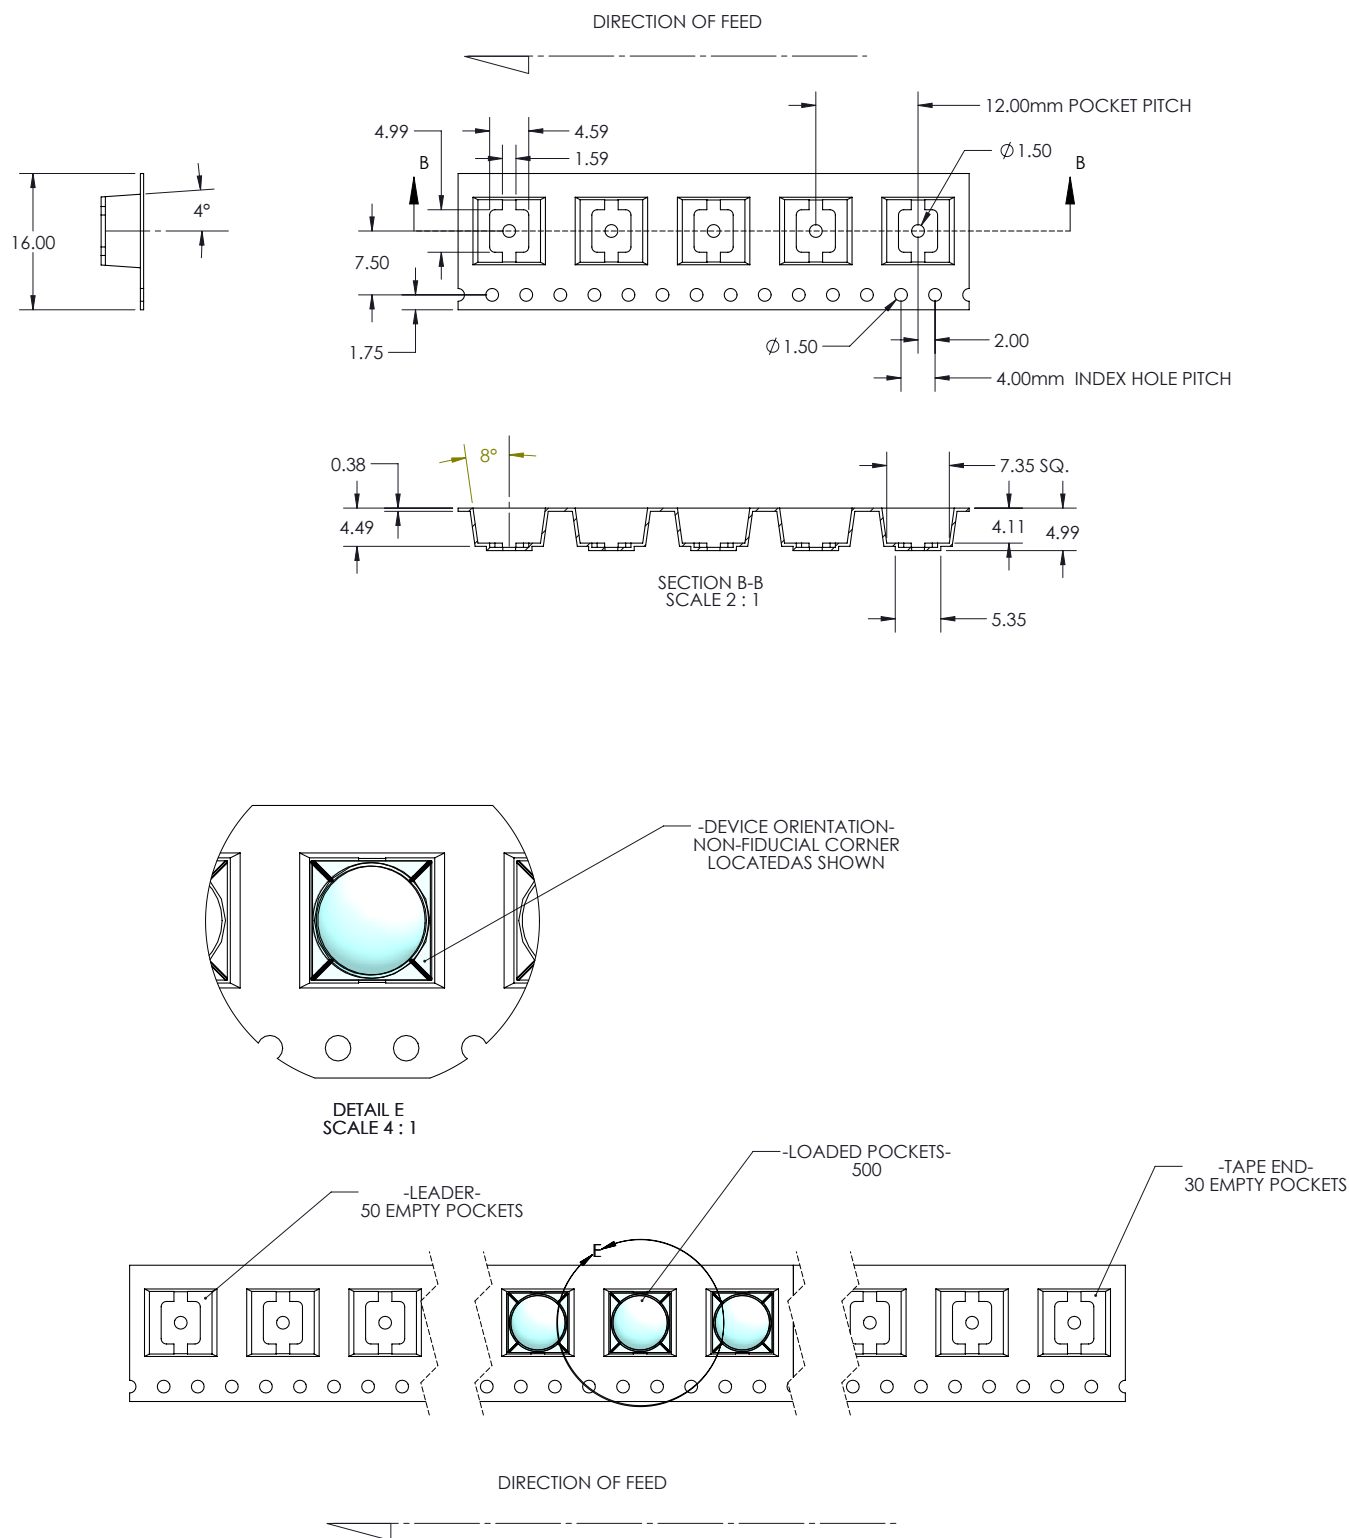 DIRECTION OF FEED
12.00mm POCKET PITCH
4.99
4.59
∅1.50
1.59
B
B
4°
16.00
7.50
1.75
∅1.50
2.00
4.00mm INDEX HOLE PITCH
8°
0.38
7.35 SQ.
4.49
4.11
4.99
SECTION B-B
SCALE 2 : 1
5.35
-DEVICE ORIENTATION-
NON-FIDUCIAL CORNER
LOCATEDAS SHOWN
DETAIL E
SCALE 4 : 1
-LOADED POCKETS-
500
-TAPE END-
30 EMPTY POCKETS
-LEADER-
50 EMPTY POCKETS
E
DIRECTION OF FEED